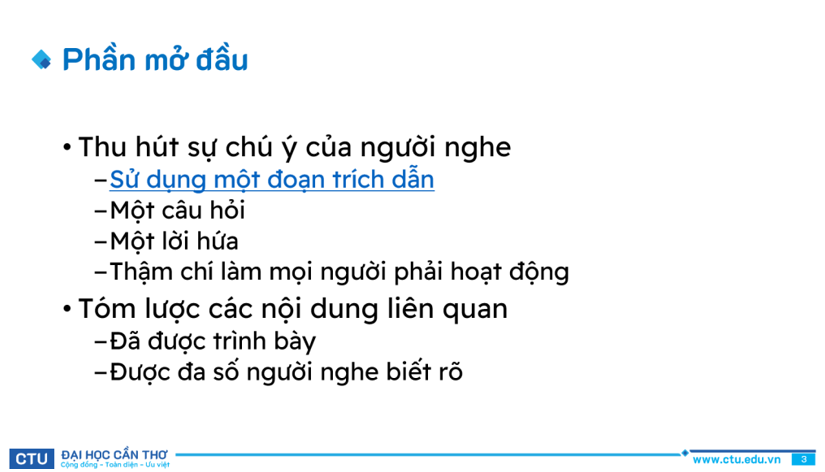 Phần mở đầu
• Thu hút sự chú ý của người nghe
–Sử dụng một đoạn trích dẫn
–Một câu hỏi
–Một lời hứa
–Thậm chí làm mọi người phải hoạt động
• Tóm lược các nội dung liên quan
–Đã được trình bày
–Được đa số người nghe biết rõ
CTU ĐẠI HỌC CẦN THƠ
Cộng đồng - Toàn diện - Ưu việt
www.ctu.edu.vn 3